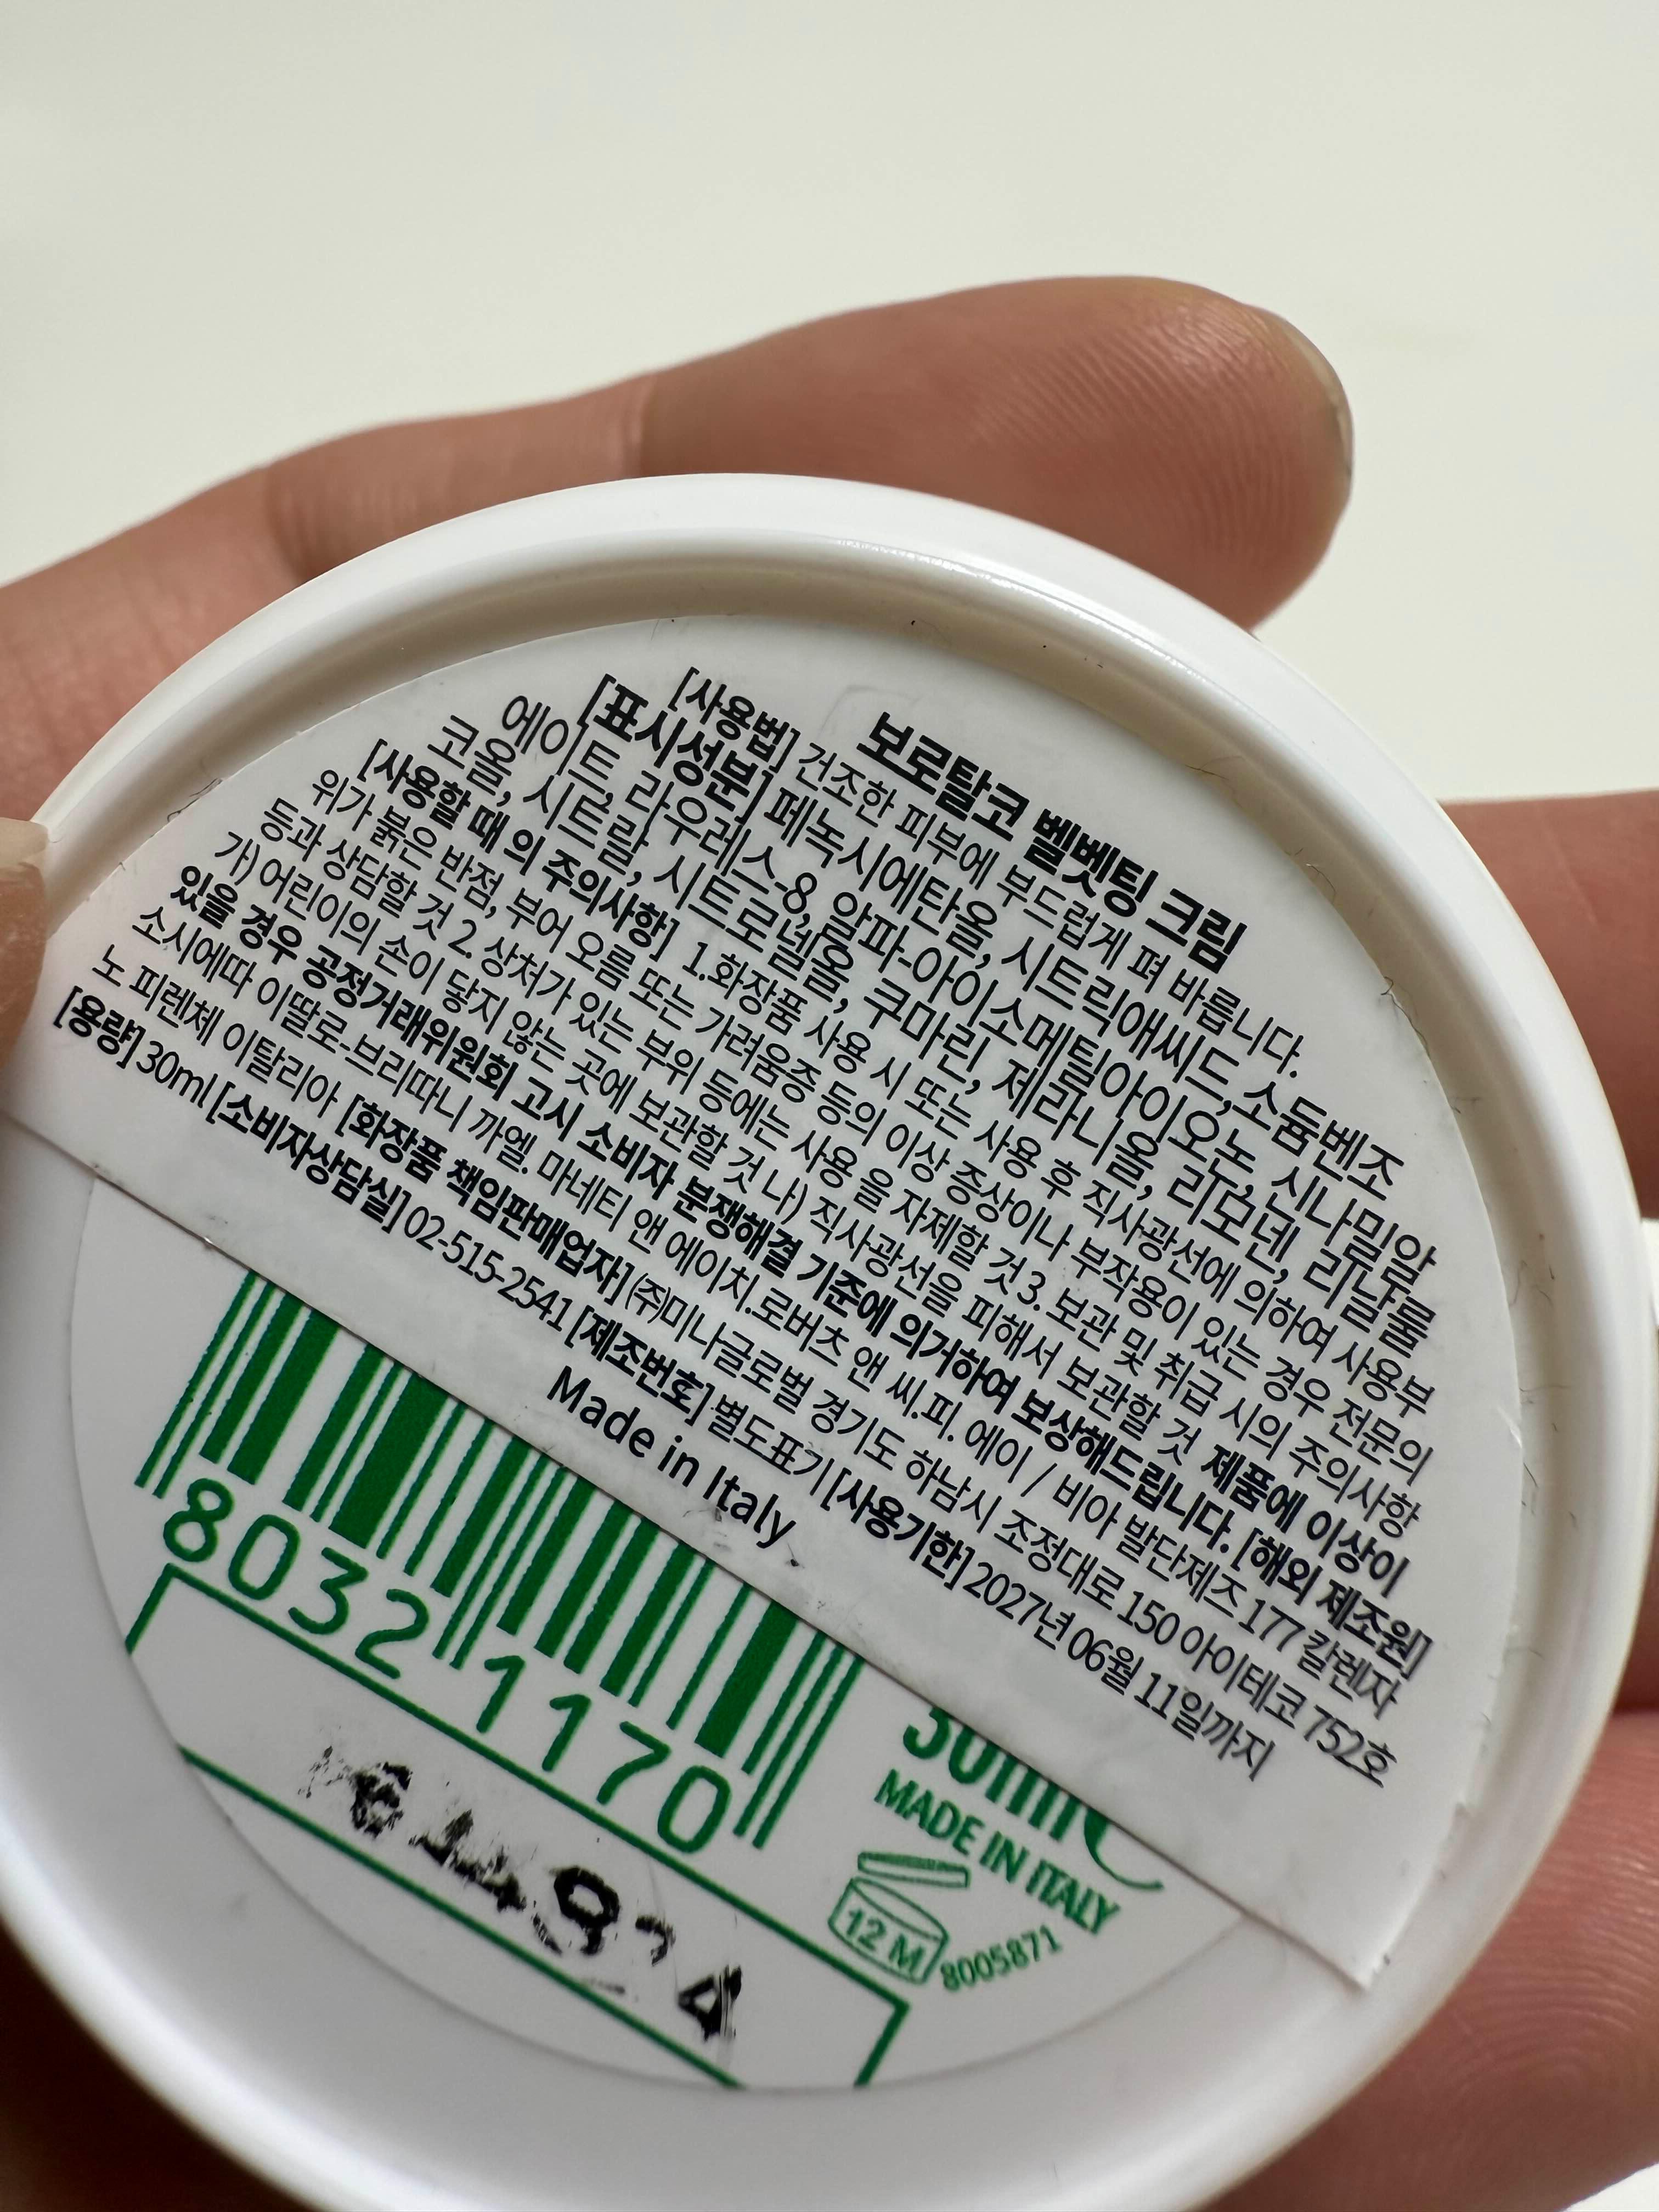 보로탈코 벨벳팅 크림
[사용법] 건조한 피부에 부드럽게 펴 바릅니다.
[표시성분] 페녹시에탄올, 시트릭애씨드,소듐벤조
에이트, 라우레스-8, 알파-아이소메틸아이오논, 신나밀알
코올, 시트랄, 시트로넬올, 쿠마린, 제라니올, 리모넨, 리날룰
[사용할 때 의 주의사항] 1.화장품 사용 시 또는 사용 후 직사광선에 의하여 사용부
위가 붉은 반점, 부어 오름 또는 가려움증 등의 이상 증상이나 부작용이 있는 경우 전문의
등과 상담할 것 2. 상처가 있는 부위 등에는 사용 을 자제할 것 3. 보관 및 취급 시의 주의사항
가) 어린이의 손이 닿지 않는 곳에 보관할 것 나) 직사광선을 피해서 보관할 것 제품에 이상이
있을 경우 공정거래위원회 고시 소비자 분쟁해결 기준에 의거하여 보상해드립니다. [해외 제조원]
소시에따 이딸로-브리따니 까엘. 마네티 앤 에이치.로버츠 앤 씨.피. 에이 / 비아 발단제즈 177 칼렌자
노 피렌체 이탈리아 [화장품 책임판매업자] (주)미나글로벌 경기도 하남시 조정대로 150 아이테코 752호
[용량] 30ml [소비자상담실] 02-515-2541 [제조번호] 별도표기 [사용기한] 2027년 06월 11일까지
Made in Italy
8032 1170
MADE IN ITALY
12 M
8005871